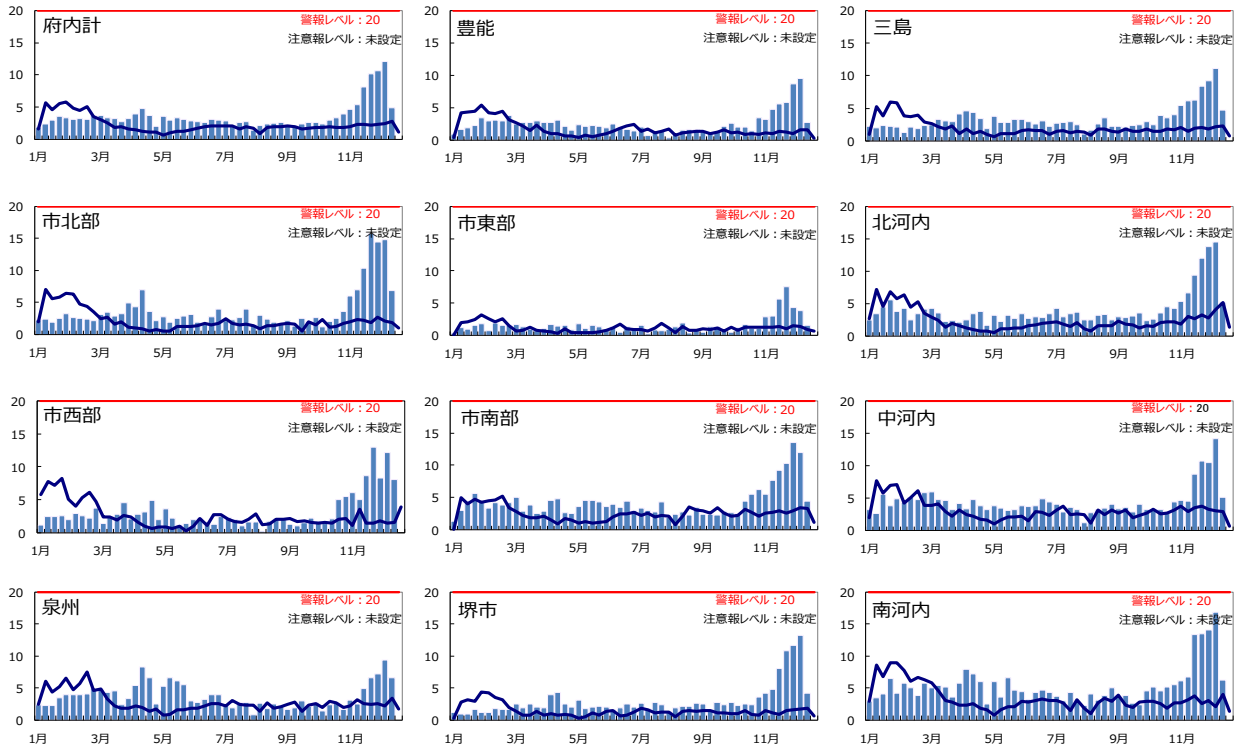 20
警報レベル：20
府内計
注意報レベル：未設定
15
10
5
0
1月 3月 5月 7月 9月 11月
20
警報レベル：20
豊能
注意報レベル：未設定
15
10
5
0
1月 3月 5月 7月 9月 11月
20
警報レベル：20
三島
注意報レベル：未設定
15
10
5
0
1月 3月 5月 7月 9月 11月
20
警報レベル：20
市北部
注意報レベル：未設定
15
10
5
0
1月 3月 5月 7月 9月 11月
20
警報レベル：20
市東部
注意報レベル：未設定
15
10
5
0
1月 3月 5月 7月 9月 11月
20
警報レベル：20
北河内
注意報レベル：未設定
15
10
5
0
1月 3月 5月 7月 9月 11月
20
警報レベル：20
市西部
注意報レベル：未設定
15
10
5
0
1月 3月 5月 7月 9月 11月
20
警報レベル：20
市南部
注意報レベル：未設定
15
10
5
0
1月 3月 5月 7月 9月 11月
20
警報レベル：20
中河内
注意報レベル：未設定
15
10
5
0
1月 3月 5月 7月 9月 11月
20
警報レベル：20
泉州
注意報レベル：未設定
15
10
5
0
1月 3月 5月 7月 9月 11月
20
警報レベル：20
堺市
注意報レベル：未設定
15
10
5
0
1月 3月 5月 7月 9月 11月
20
警報レベル：20
南河内
注意報レベル：未設定
15
10
5
0
1月 3月 5月 7月 9月 11月